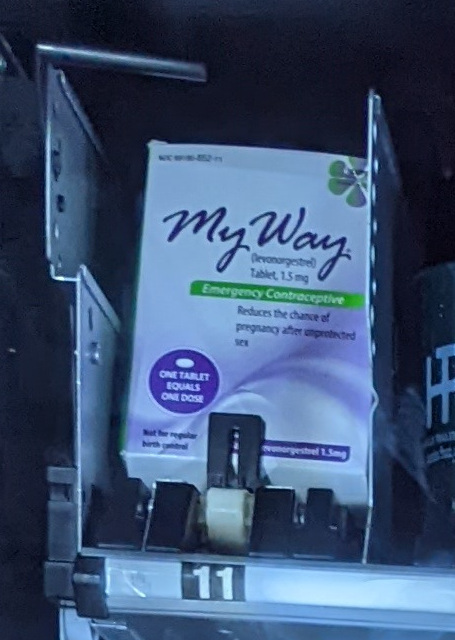 My Way
(levonorgestrel)
Tablet, 1.5 mg
Emergency Contraceptive
Reduces the chance of
pregnancy after unprotected
sex
ONE TABLET
EQUALS
ONE DOSE
Not for regular
birth control
levonorgestrel 1.5mg
11